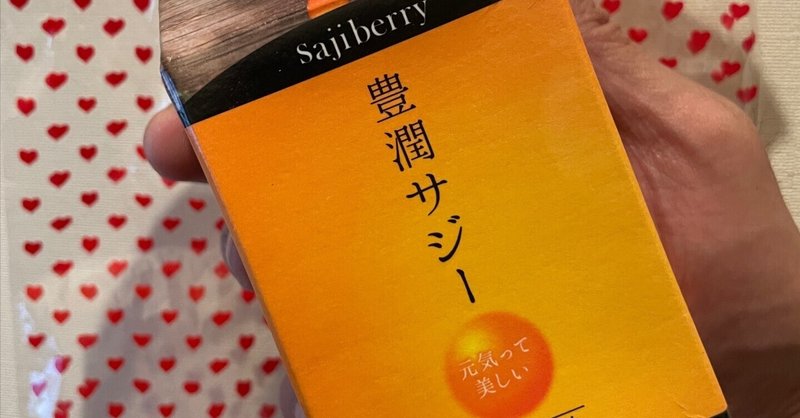 sajiberry
豊潤サジー
元気って
美しい